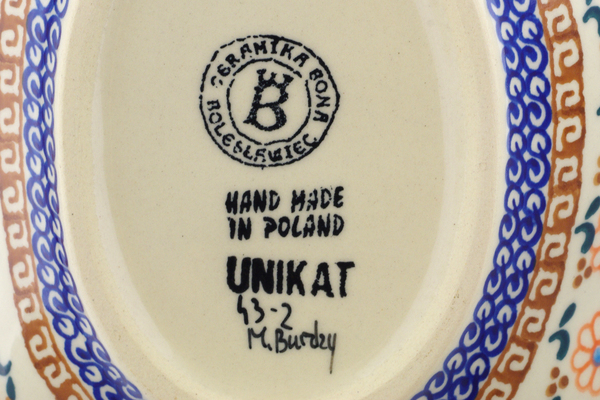 CERAMIKA BONA
BOLESŁAWIEC
B
HAND MADE
IN POLAND
UNIKAT
43-2
M. Burdzy